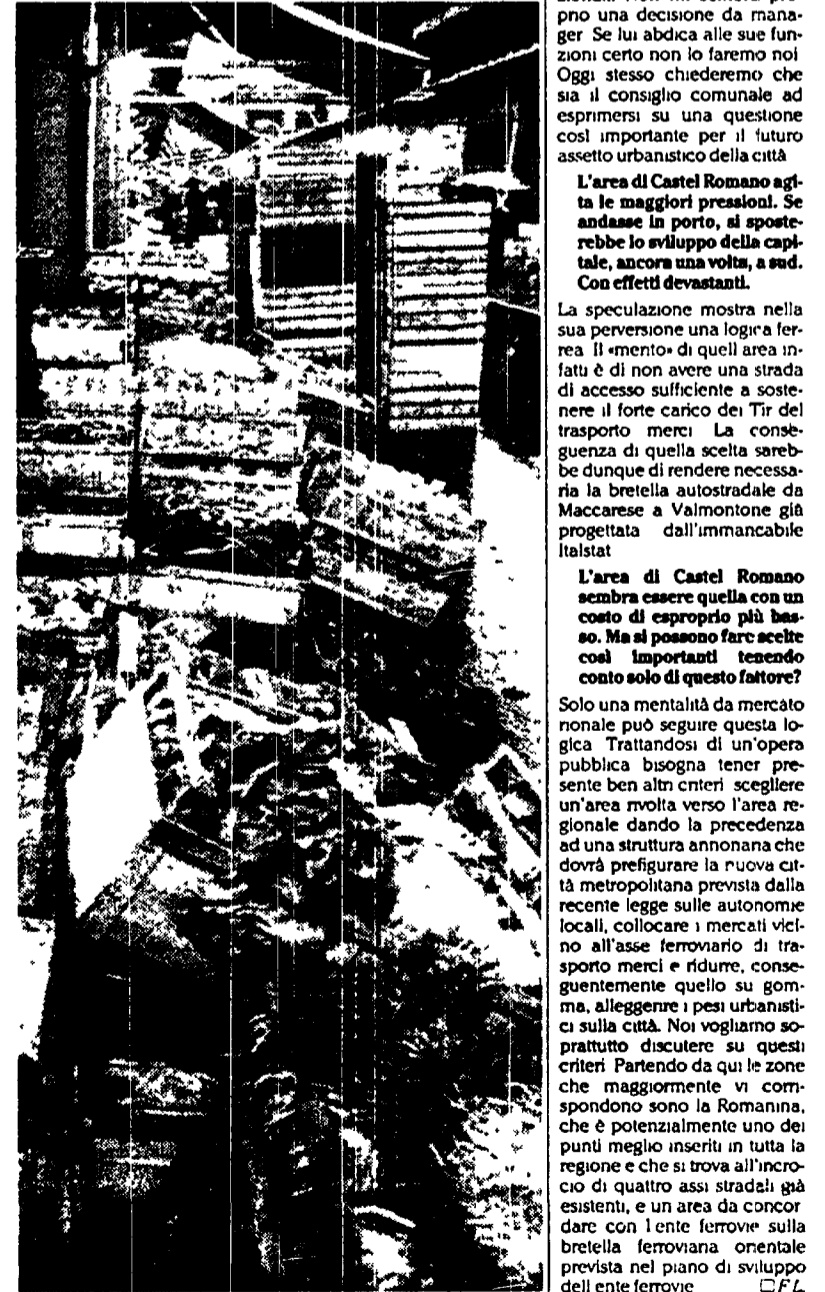 prio una decisione da mana-
ger Se lui abdica alle sue fun-
zioni certo non lo faremo noi
Oggi stesso chiederemo che
sia il consiglio comunale ad
esprimersi su una questione
così importante per il futuro
assetto urbanistico della città
L'area di Castel Romano agi-
ta le maggiori pressioni. Se
andasse in porto, si sposte-
rebbe lo sviluppo della capi-
tale, ancora una volta, a sud.
Con effetti devastanti.
La speculazione mostra nella
sua perversione una logica fer-
rea Il «mento» di quell area in-
fatti è di non avere una strada
di accesso sufficiente a soste-
nere il forte carico dei Tir del
trasporto merci La conse-
guenza di quella scelta sareb-
be dunque di rendere necessa-
ria la bretella autostradale da
Maccarese a Valmontone già
progettata dall'immancabile
Italstat
L'area di Castel Romano
sembra essere quella con un
costo di esproprio più bas-
so. Ma si possono fare scelte
così importanti tenendo
conto solo di questo fattore?
Solo una mentalità da mercato
rionale può seguire questa lo-
gica Trattandosi di un'opera
pubblica bisogna tener pre-
sente ben altri criteri scegliere
un'area rivolta verso l'area re-
gionale dando la precedenza
ad una struttura annonaria che
dovrà prefigurare la nuova cit-
tà metropolitana prevista dalla
recente legge sulle autonomie
locali, collocare i mercati vici-
no all'asse ferroviario di tra-
sporto merci e ridurre, conse-
guentemente quello su gom-
ma, alleggerire i pesi urbanisti-
ci sulla città. Noi vogliamo so-
prattutto discutere su questi
criteri Partendo da qui le zone
che maggiormente vi corri-
spondono sono la Romanina,
che è potenzialmente uno dei
punti meglio inseriti in tutta la
regione e che si trova all'incro-
cio di quattro assi stradali già
esistenti, e un area da concor
dare con l ente ferrovie sulla
bretella ferroviaria orientale
prevista nel piano di sviluppo
dell ente ferrovie □F L